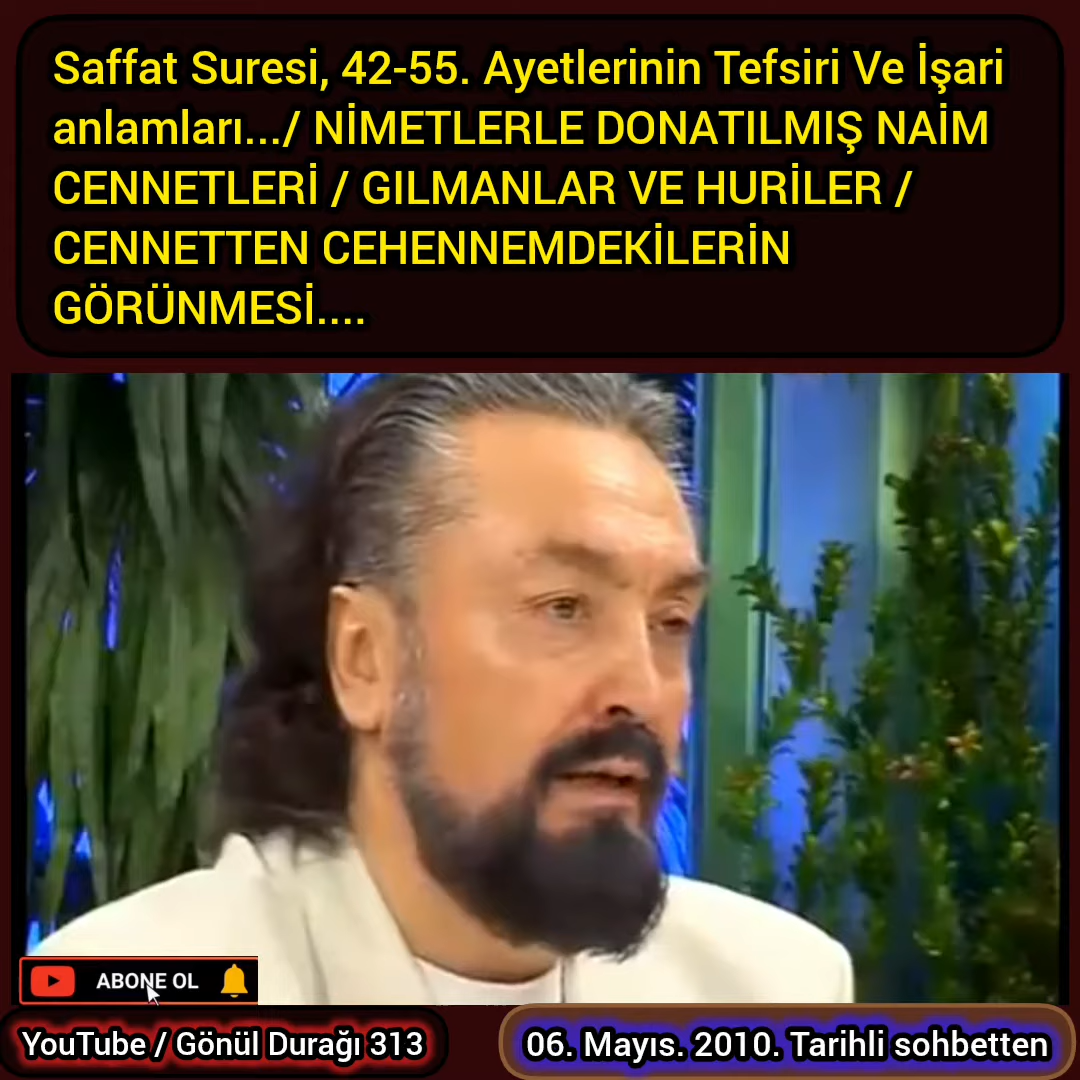 Saffat Suresi, 42-55. Ayetlerinin Tefsiri Ve İşari
anlamları.../ NİMETLERLE DONATILMIŞ NAİM
CENNETLERİ / GILMANLAR VE HURİLER /
CENNETTEN CEHENNEMDEKİLERİN
GÖRÜNMESİ....
ABONE OL
YouTube / Gönül Durağı 313
06. Mayıs. 2010. Tarihli sohbetten